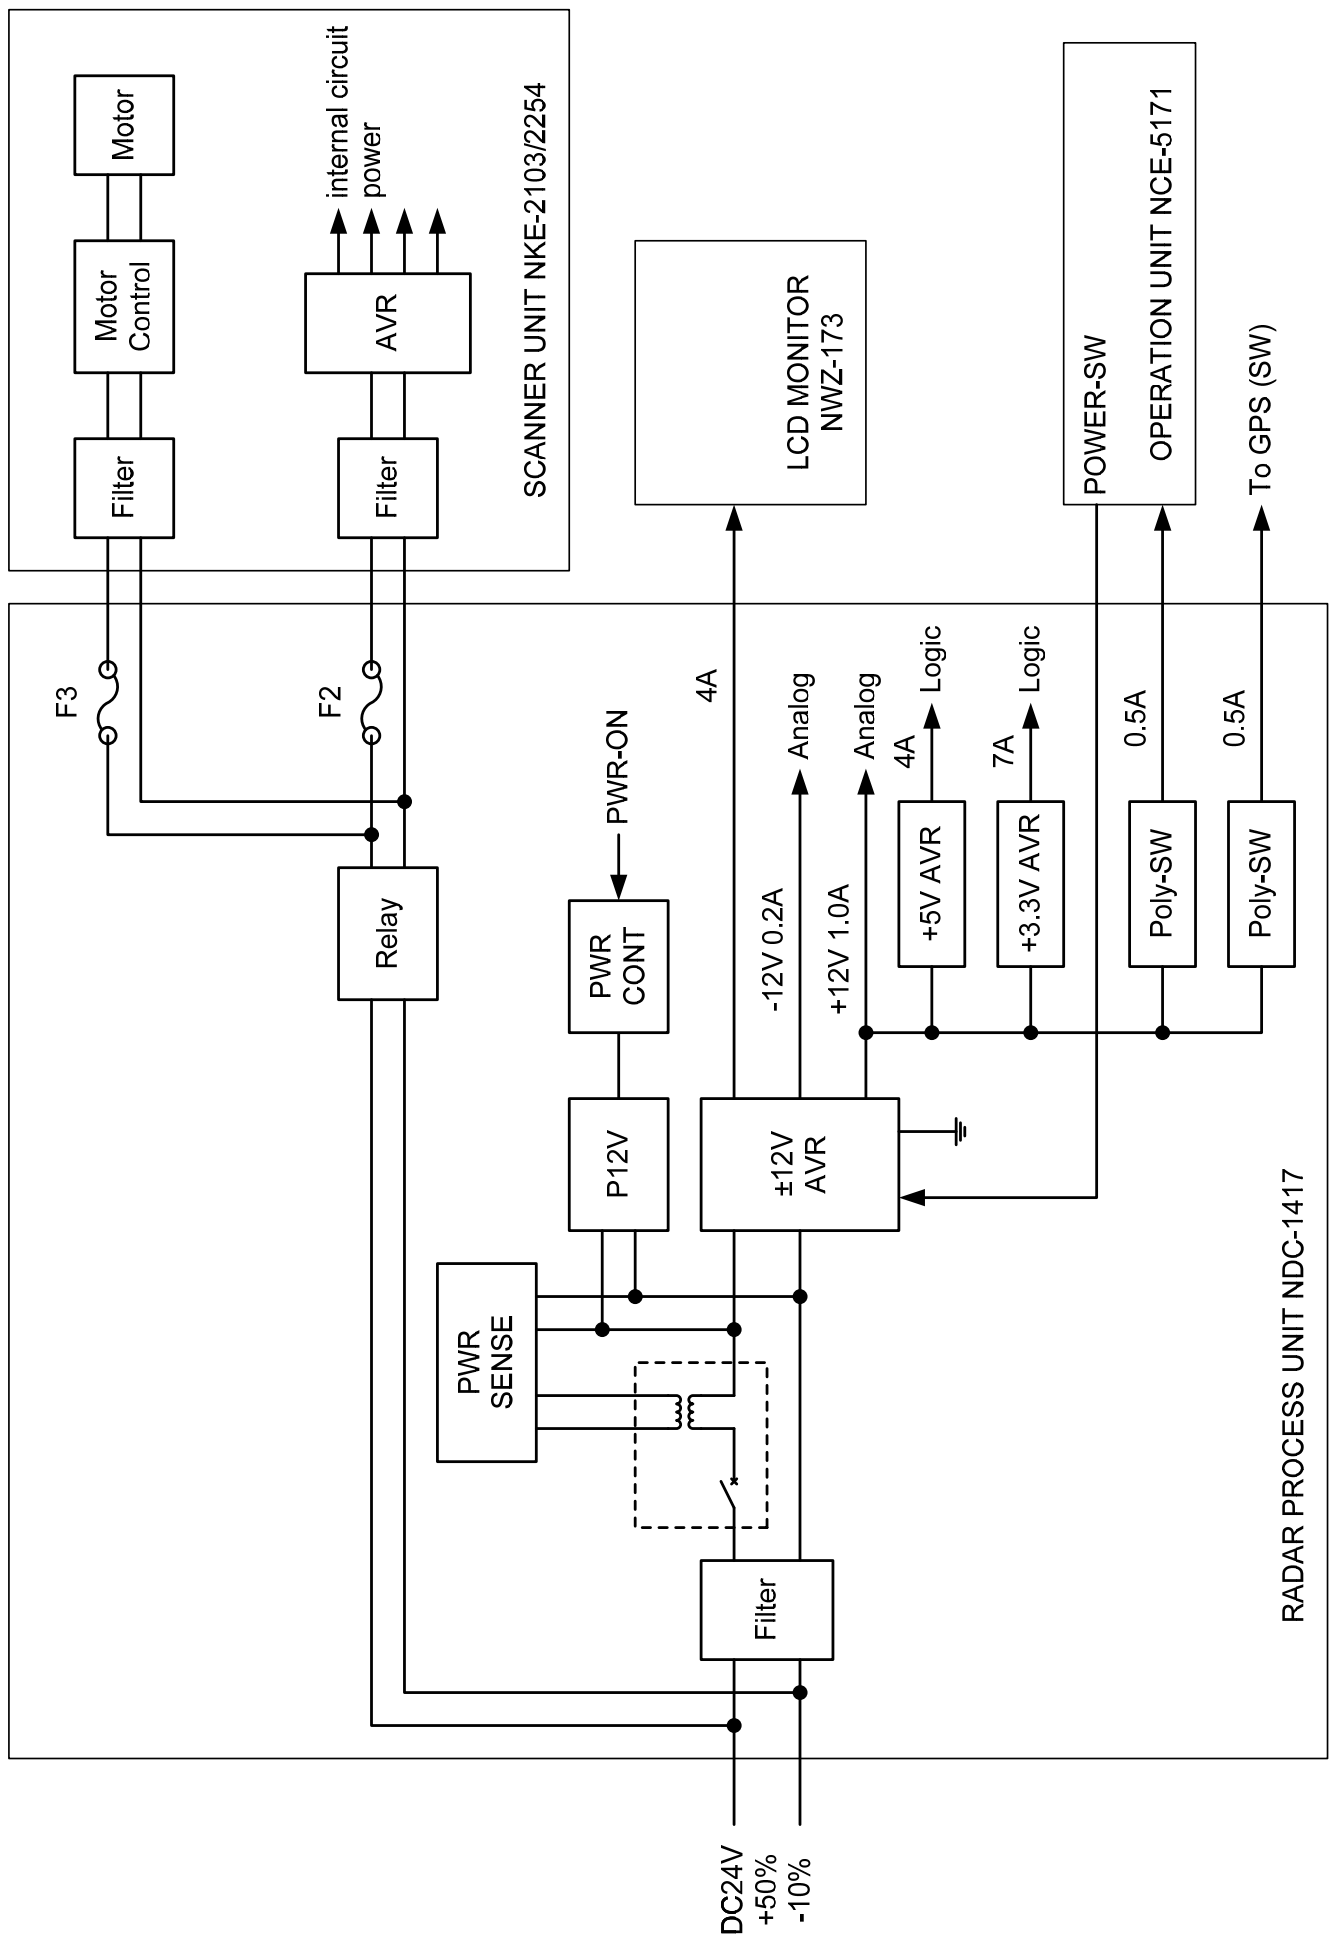 Filter
Motor
Control
Motor
Filter
AVR
internal circuit
power
SCANNER UNIT NKE-2103/2254
F3
F2
Relay
PWR
SENSE
P12V
PWR
CONT
PWR-ON
DC24V
+50%
-10%
Filter
±12V
AVR
4A
LCD MONITOR
NWZ-173
-12V 0.2A
Analog
+12V 1.0A
Analog
+5V AVR
4A
Logic
+3.3V AVR
7A
Logic
POWER-SW
Poly-SW
0.5A
OPERATION UNIT NCE-5171
Poly-SW
0.5A
To GPS (SW)
RADAR PROCESS UNIT NDC-1417